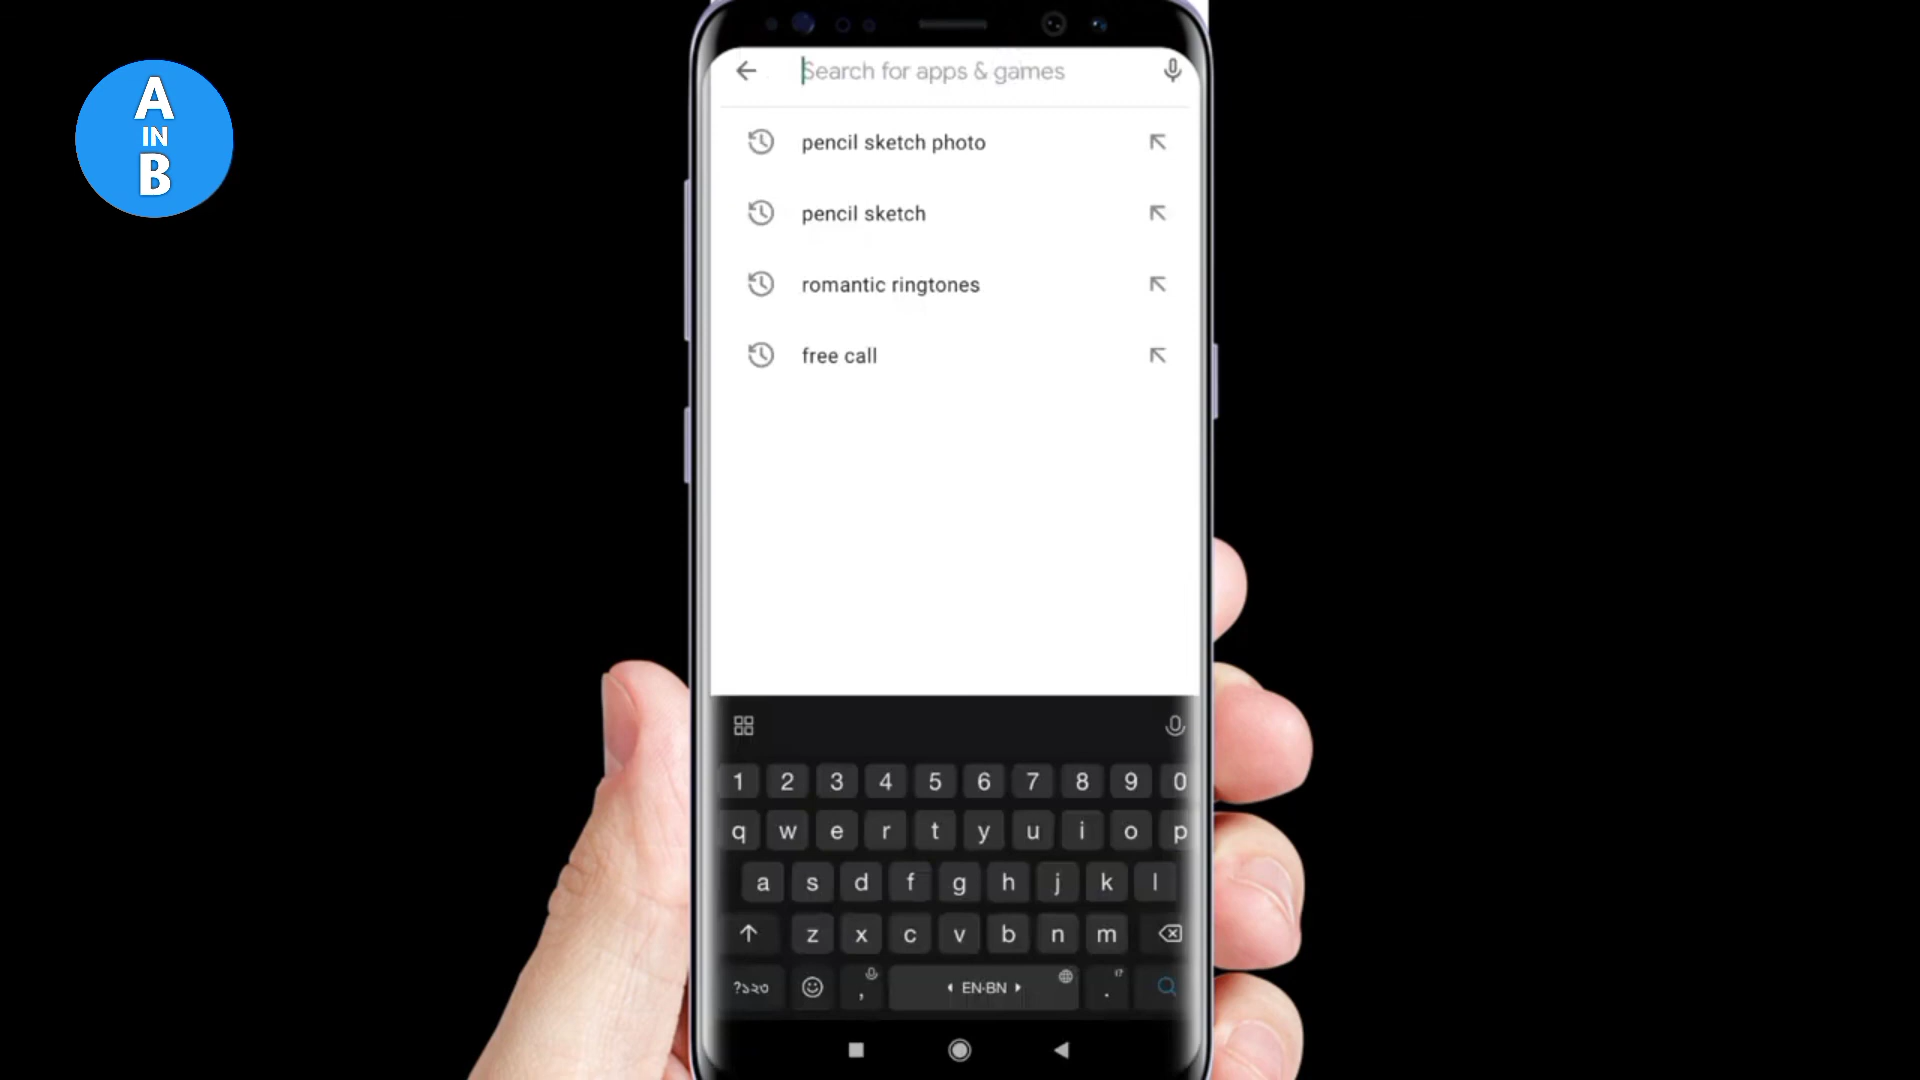 A
IN
B
Search for apps & games
pencil sketch photo
pencil sketch
romantic ringtones
free call
1 2 3 4 5 6 7 8 9 0
q w e r t y u i o p
a s d f g h j k l
z x c v b n m
?১২৩ , EN-BN .